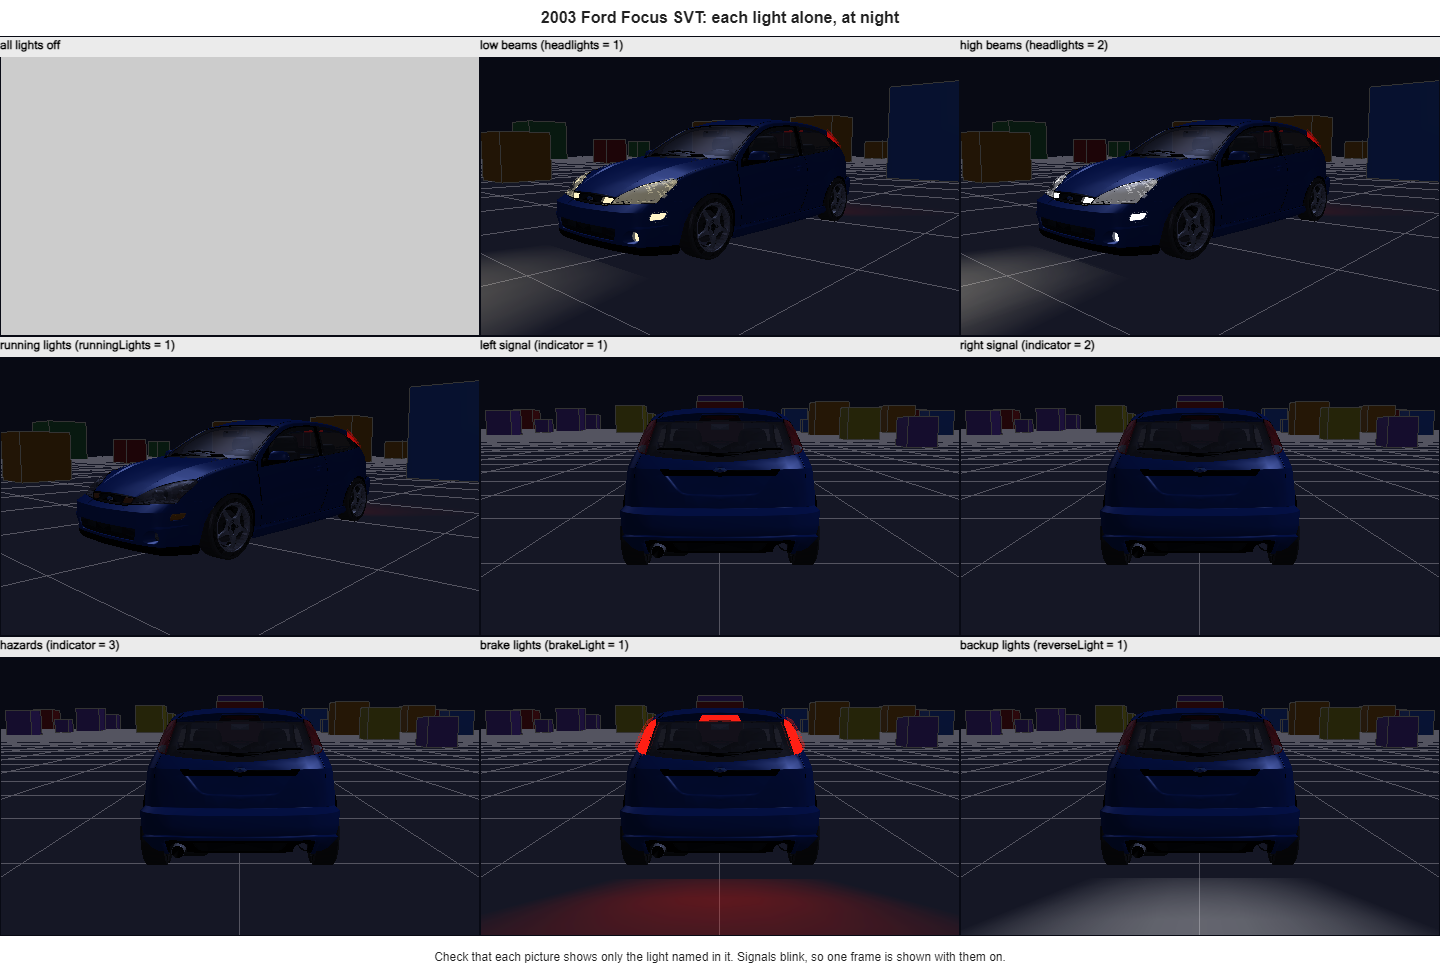 2003 Ford Focus SVT: each light alone, at night
all lights off
low beams (headlights = 1)
high beams (headlights = 2)
running lights (runningLights = 1)
left signal (indicator = 1)
right signal (indicator = 2)
hazards (indicator = 3)
brake lights (brakeLight = 1)
backup lights (reverseLight = 1)
Check that each picture shows only the light named in it. Signals blink, so one frame is shown with them on.